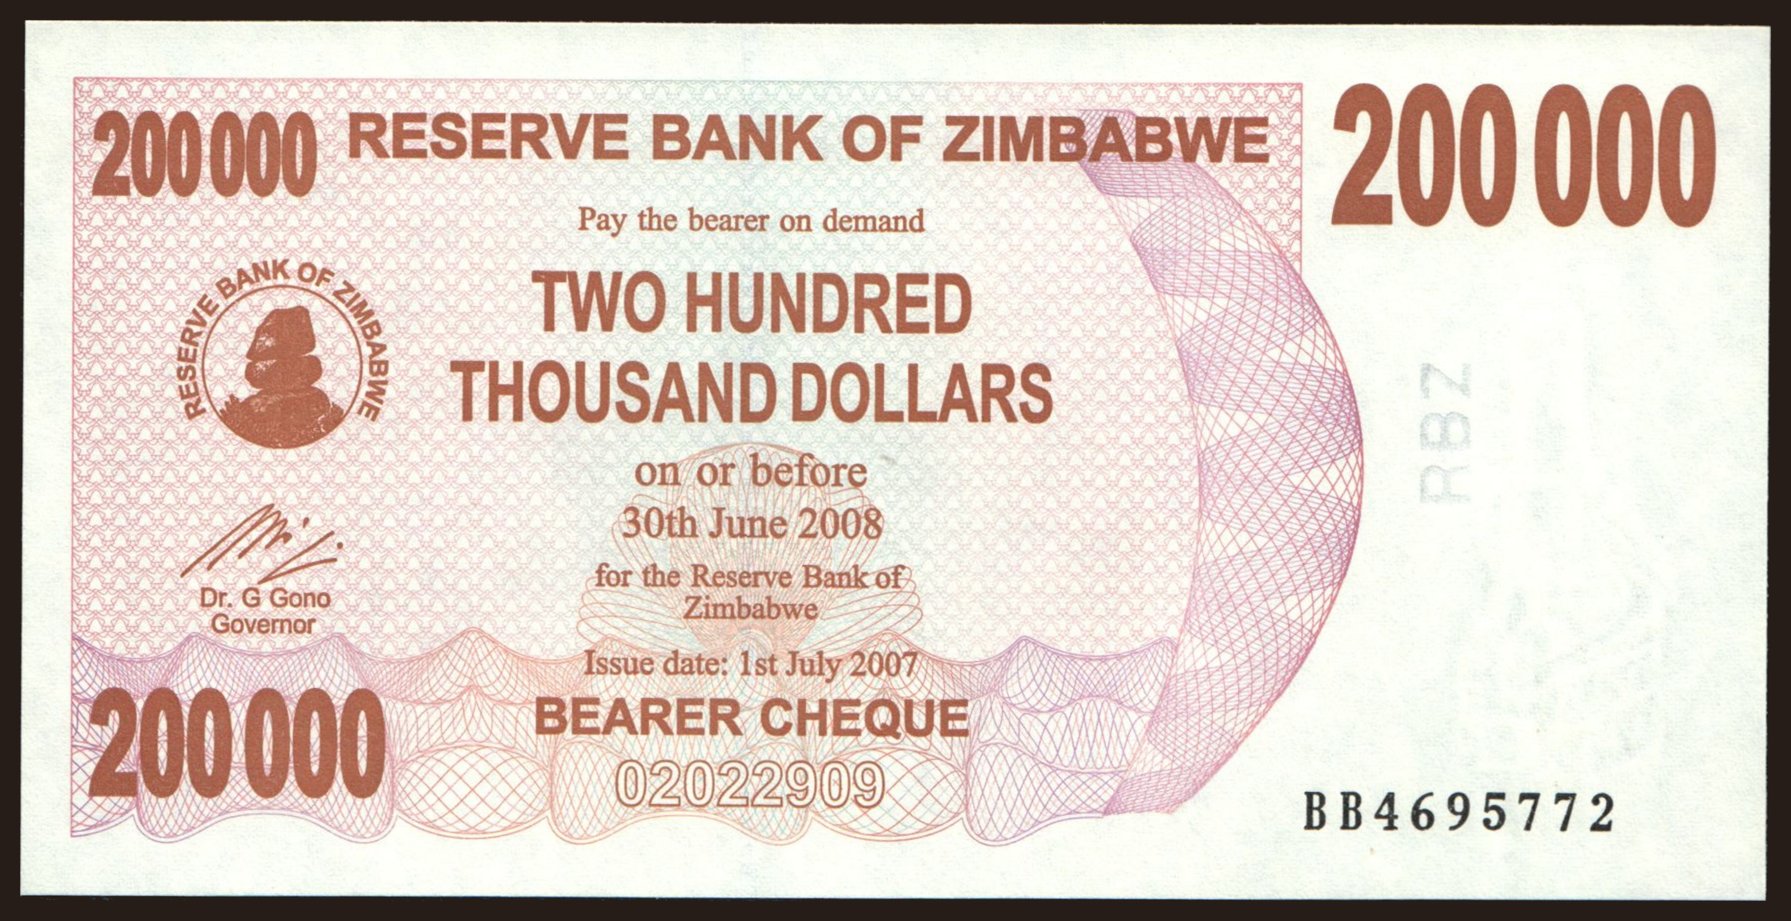 200 000
RESERVE BANK OF ZIMBABWE
200 000
Pay the bearer on demand
RESERVE BANK OF ZIMBABWE
TWO HUNDRED
THOUSAND DOLLARS
RBZ
on or before
30th June 2008
for the Reserve Bank of
Zimbabwe
Dr. G Gono
Governor
Issue date: 1st July 2007
200 000
BEARER CHEQUE
02022909
BB4695772